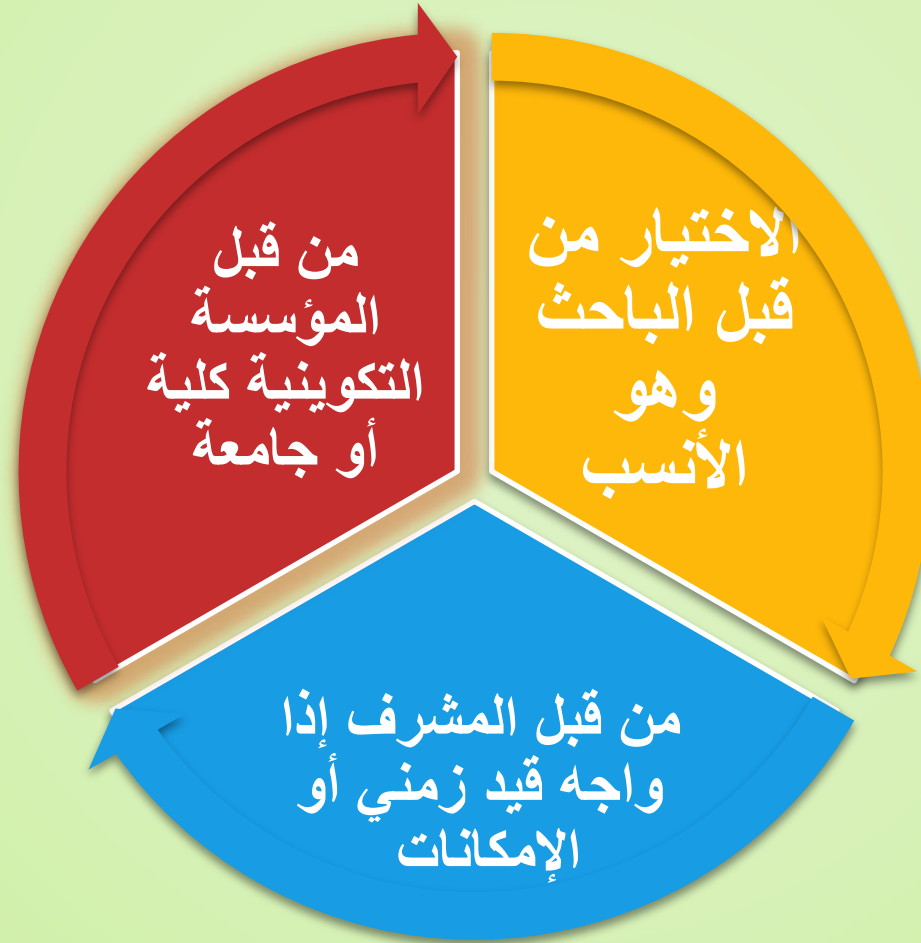 الاختيار من
قبل الباحث
وهو
الأنسب
من قبل المشرف إذا
واجه قيد زمني أو
الإمكانات
من قبل
المؤسسة
التكوينية كلية
أو جامعة